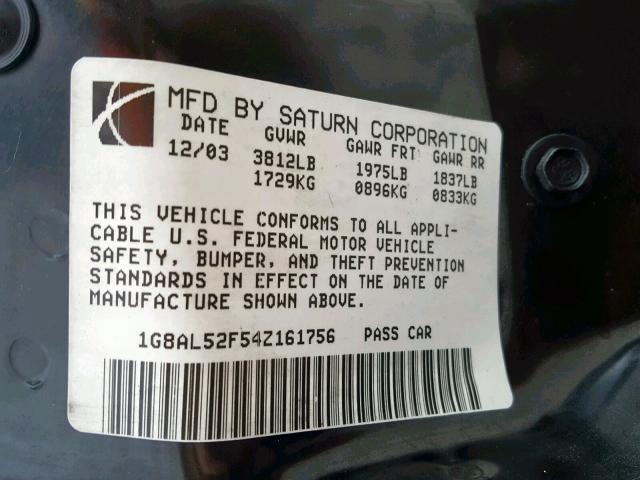 MFD BY SATURN CORPORATION
DATE GVWR GAWR FRT GAWR RR
12/03 3812LB 1975LB 1837LB
1729KG 0896KG 0833KG
THIS VEHICLE CONFORMS TO ALL APPLI-
CABLE U.S. FEDERAL MOTOR VEHICLE
SAFETY, BUMPER, AND THEFT PREVENTION
STANDARDS IN EFFECT ON THE DATE OF
MANUFACTURE SHOWN ABOVE.
1G8AL52F54Z161756 PASS CAR